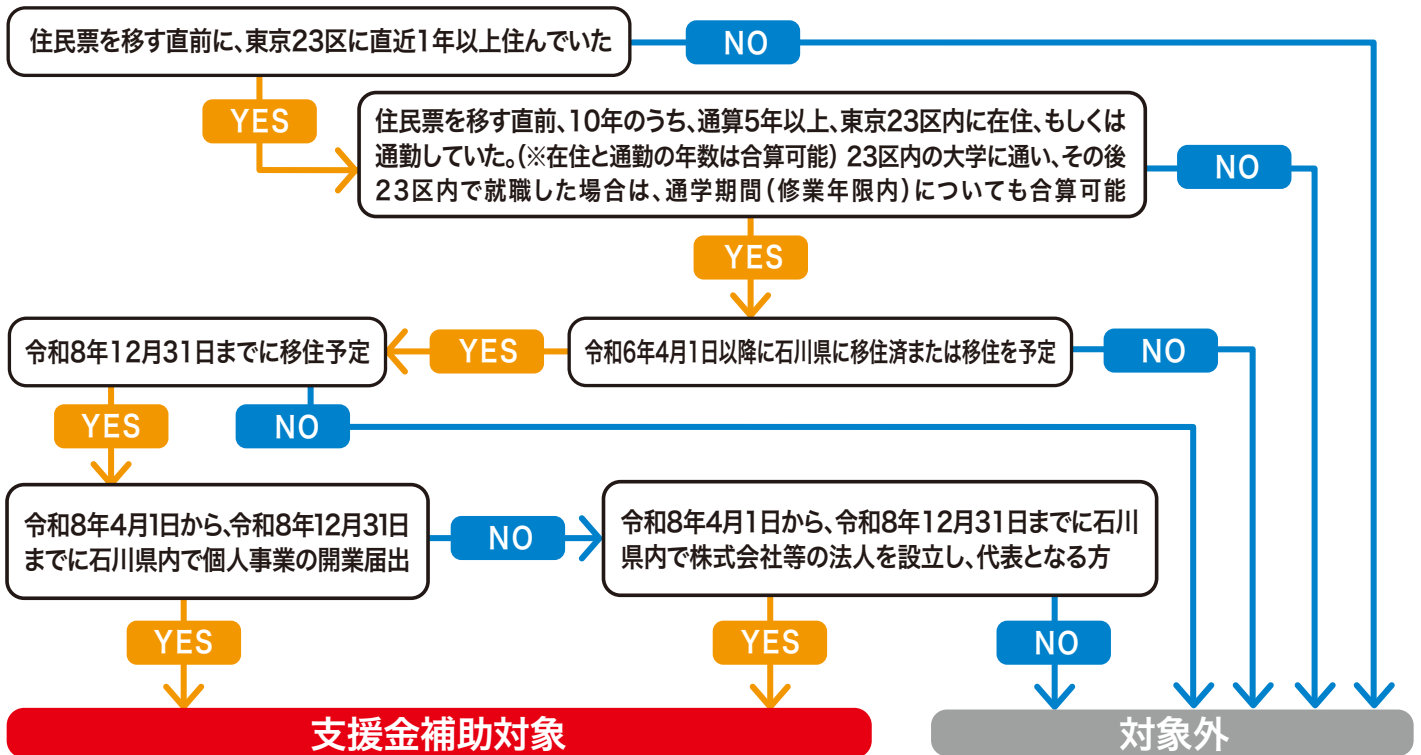 住民票を移す直前に、東京23区に直近1年以上住んでいた
NO
YES
住民票を移す直前、10年のうち、通算5年以上、東京23区内に在住、もしくは
通勤していた。(※在住と通勤の年数は合算可能) 23区内の大学に通い、その後
23区内で就職した場合は、通学期間(修業年限内)についても合算可能
NO
YES
令和8年12月31日までに移住予定
YES
令和6年4月1日以降に石川県に移住済または移住を予定
NO
YES
NO
令和8年4月1日から、令和8年12月31日
までに石川県内で個人事業の開業届出
NO
令和8年4月1日から、令和8年12月31日までに石川
県内で株式会社等の法人を設立し、代表となる方
YES
YES
NO
支援金補助対象
対象外